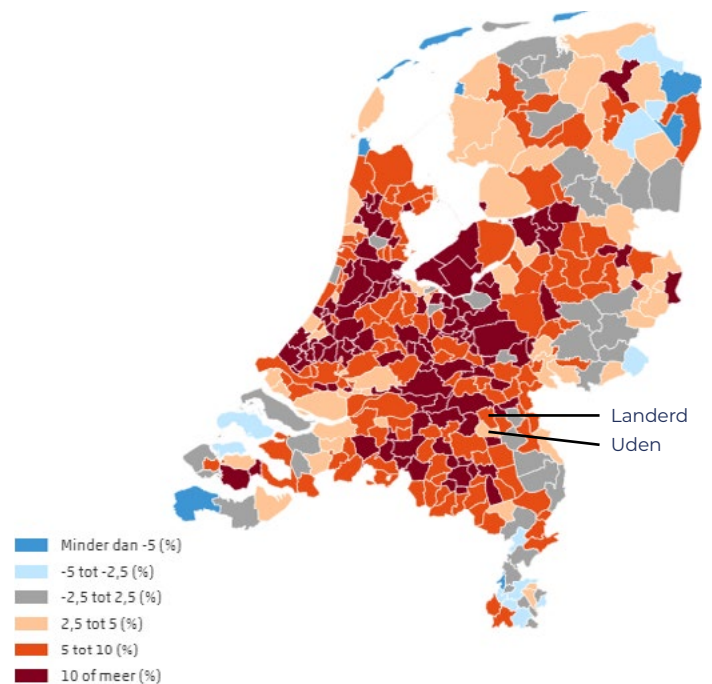 Landerd
Uden
Minder dan -5 (%)
-5 tot -2,5 (%)
-2,5 tot 2,5 (%)
2,5 tot 5 (%)
5 tot 10 (%)
10 of meer (%)